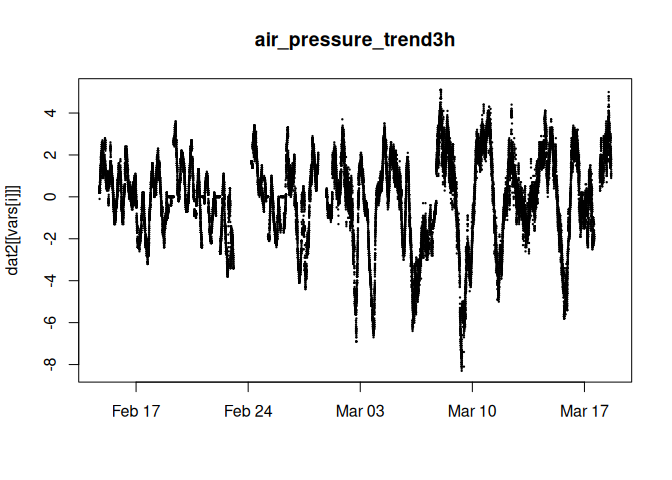 air_pressure_trend3h
dat2[[vars[i]]]
4
2
0
-2
-4
-6
-8
Feb 17
Feb 24
Mar 03
Mar 10
Mar 17